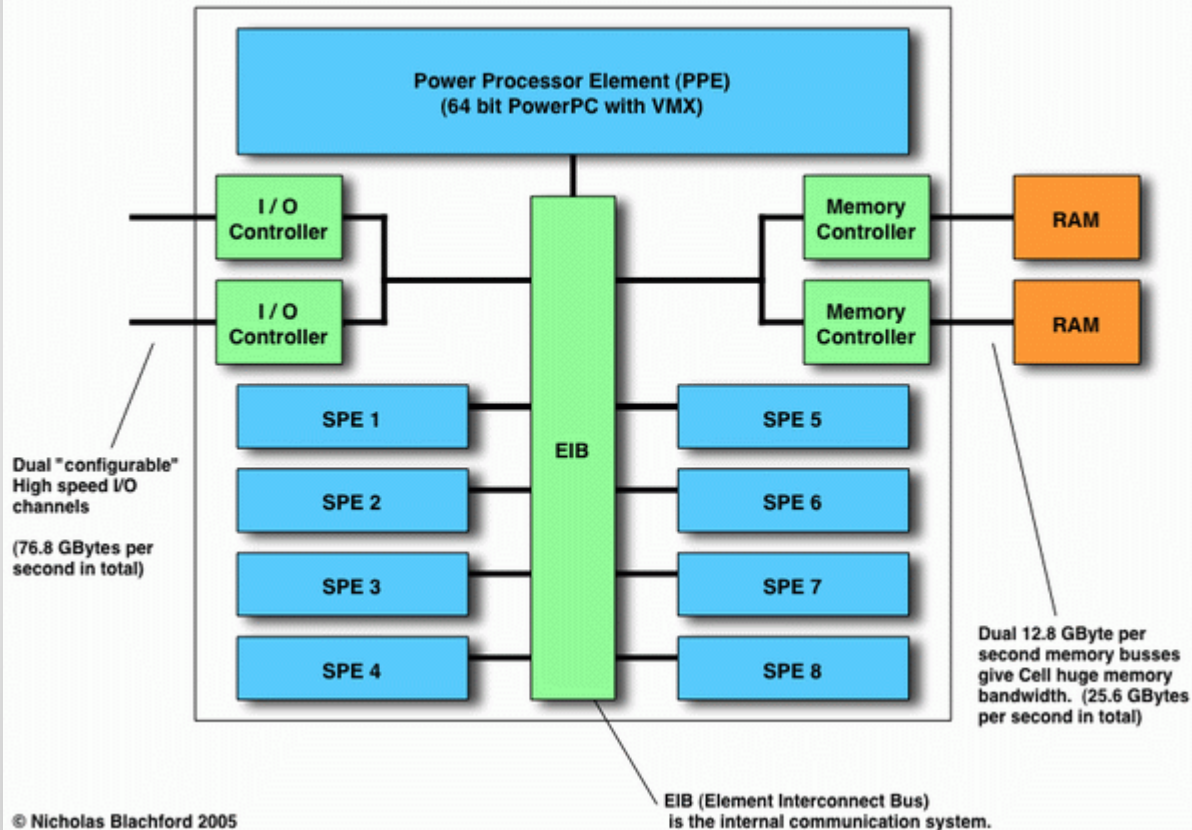 Power Processor Element (PPE)
(64 bit PowerPC with VMX)
I / O
Controller
Memory
Controller
RAM
I / O
Controller
Memory
Controller
RAM
SPE 1
SPE 5
EIB
SPE 2
SPE 6
SPE 3
SPE 7
SPE 4
SPE 8
Dual "configurable"
High speed I/O
channels
(76.8 GBytes per
second in total)
Dual 12.8 GByte per
second memory busses
give Cell huge memory
bandwidth. (25.6 GBytes
per second in total)
EIB (Element Interconnect Bus)
is the internal communication system.
© Nicholas Blachford 2005